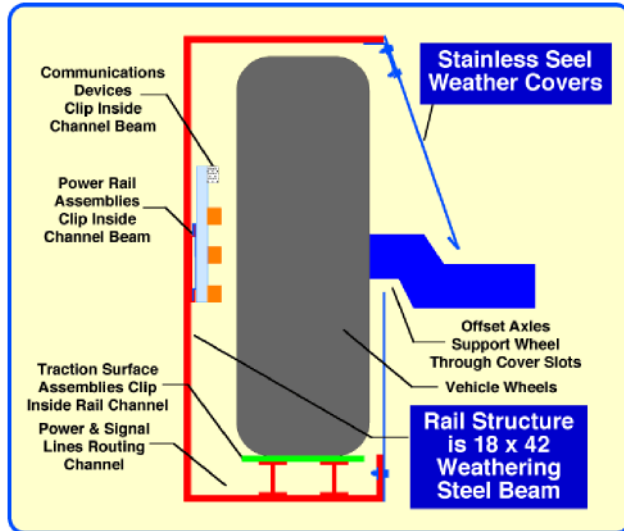 Communications
Devices
Clip Inside
Channel Beam
Stainless Seel
Weather Covers
Power Rail
Assemblies
Clip Inside
Channel Beam
Offset Axles
Support Wheel
Through Cover Slots
Vehicle Wheels
Traction Surface
Assemblies Clip
Inside Rail Channel
Power & Signal
Lines Routing
Channel
Rail Structure
is 18 x 42
Weathering
Steel Beam